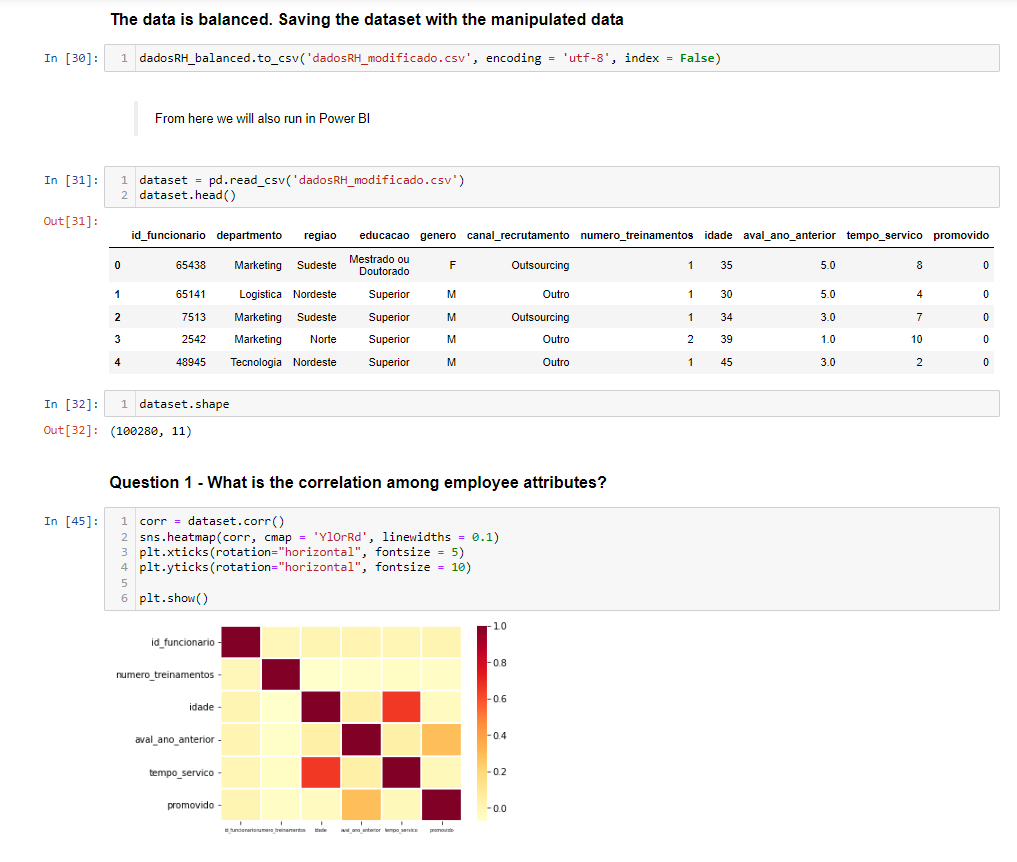 The data is balanced. Saving the dataset with the manipulated data
In [30]: 1 dadosRH_balanced.to_csv('dadosRH_modificado.csv', encoding = 'utf-8', index = False)
From here we will also run in Power BI
In [31]: 1 dataset = pd.read_csv('dadosRH_modificado.csv')
2 dataset.head()
Out[31]:
id_funcionario departmento regiao educacao genero canal_recrutamento numero_treinamentos idade aval_ano_anterior tempo_servico promovido
0 65438 Marketing Sudeste Mestrado ou Doutorado F Outsourcing 1 35 5.0 8 0
1 65141 Logistica Nordeste Superior M Outro 1 30 5.0 4 0
2 7513 Marketing Sudeste Superior M Outsourcing 1 34 3.0 7 0
3 2542 Marketing Norte Superior M Outro 2 39 1.0 10 0
4 48945 Tecnologia Nordeste Superior M Outro 1 45 3.0 2 0
In [32]: 1 dataset.shape
Out[32]: (100280, 11)
Question 1 - What is the correlation among employee attributes?
In [45]: 1 corr = dataset.corr()
2 sns.heatmap(corr, cmap = 'YlOrRd', linewidths = 0.1)
3 plt.xticks(rotation="horizontal", fontsize = 5)
4 plt.yticks(rotation="horizontal", fontsize = 10)
5
6 plt.show()
id_funcionario
numero_treinamentos
idade
aval_ano_anterior
tempo_servico
promovido
1.0
0.8
0.6
0.4
0.2
0.0
id_funcionario numero_treinamentos idade aval_ano_anterior tempo_servico promovido